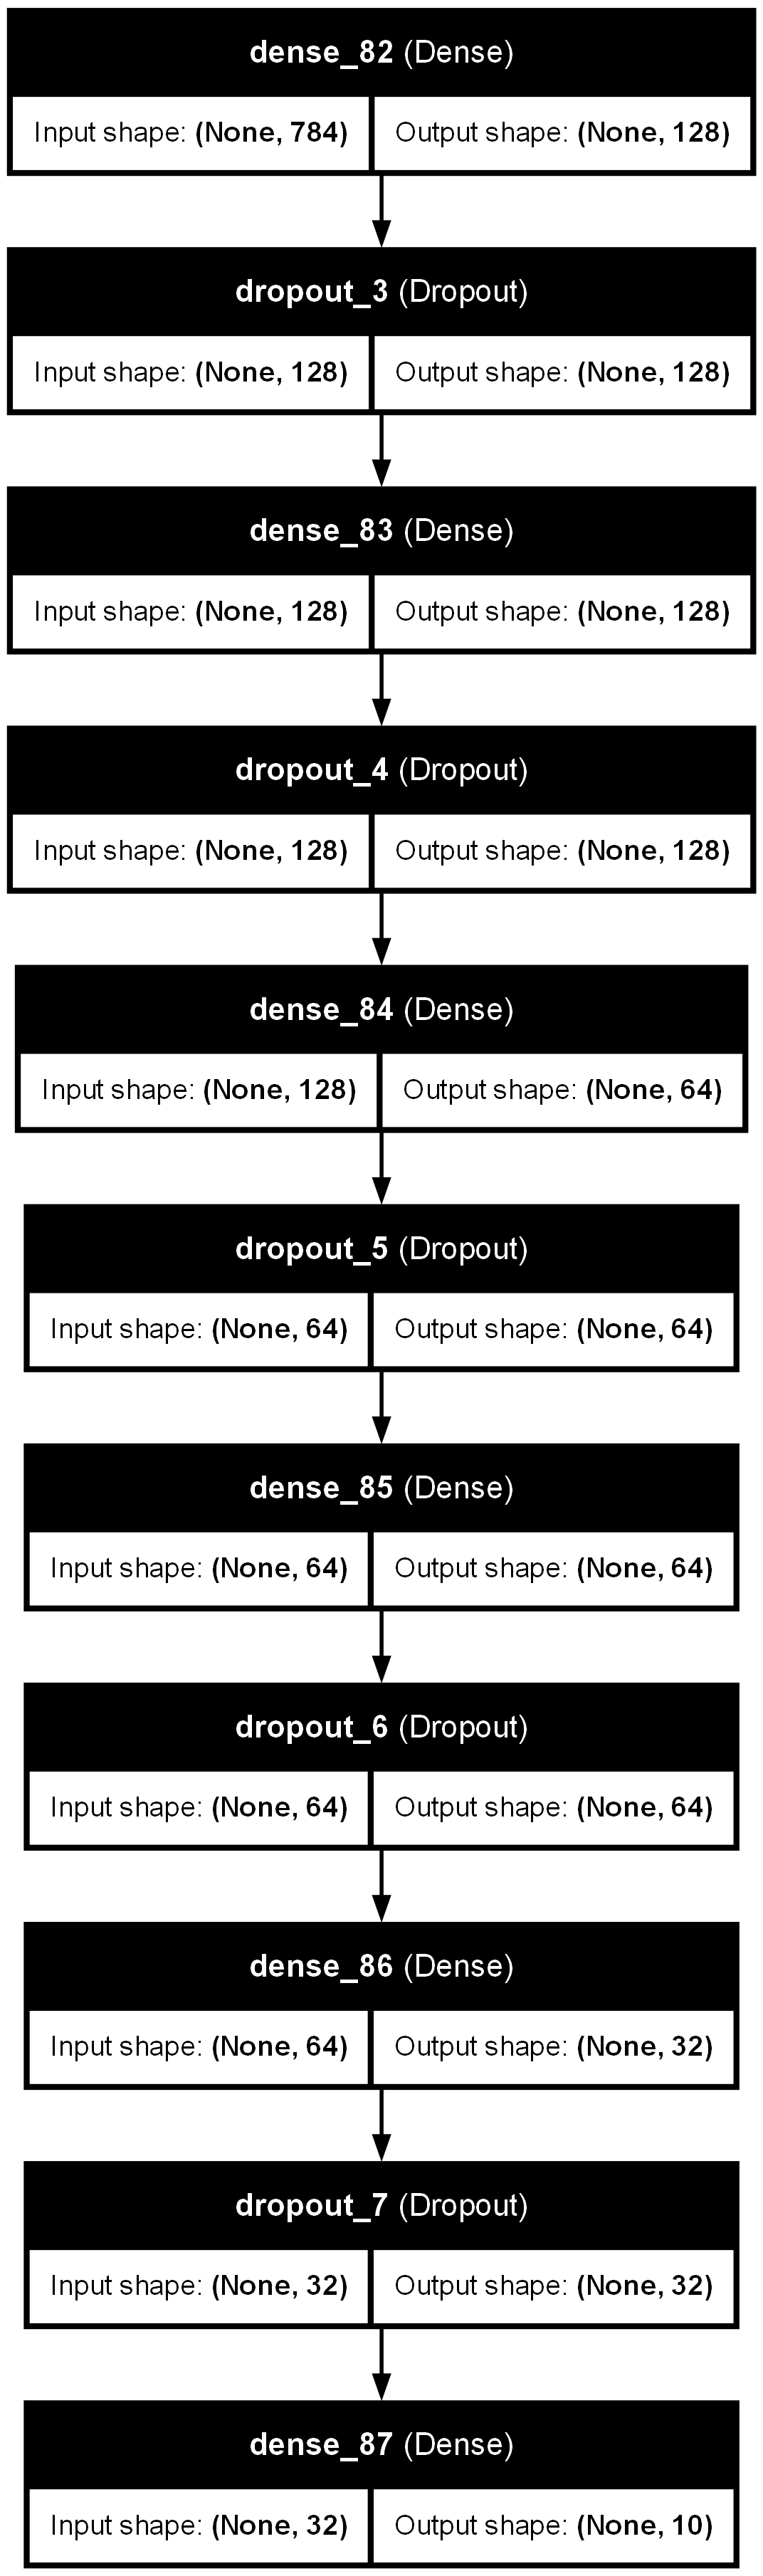 dense_82 (Dense)
Input shape: (None, 784) Output shape: (None, 128)
dropout_3 (Dropout)
Input shape: (None, 128) Output shape: (None, 128)
dense_83 (Dense)
Input shape: (None, 128) Output shape: (None, 128)
dropout_4 (Dropout)
Input shape: (None, 128) Output shape: (None, 128)
dense_84 (Dense)
Input shape: (None, 128) Output shape: (None, 64)
dropout_5 (Dropout)
Input shape: (None, 64) Output shape: (None, 64)
dense_85 (Dense)
Input shape: (None, 64) Output shape: (None, 64)
dropout_6 (Dropout)
Input shape: (None, 64) Output shape: (None, 64)
dense_86 (Dense)
Input shape: (None, 64) Output shape: (None, 32)
dropout_7 (Dropout)
Input shape: (None, 32) Output shape: (None, 32)
dense_87 (Dense)
Input shape: (None, 32) Output shape: (None, 10)